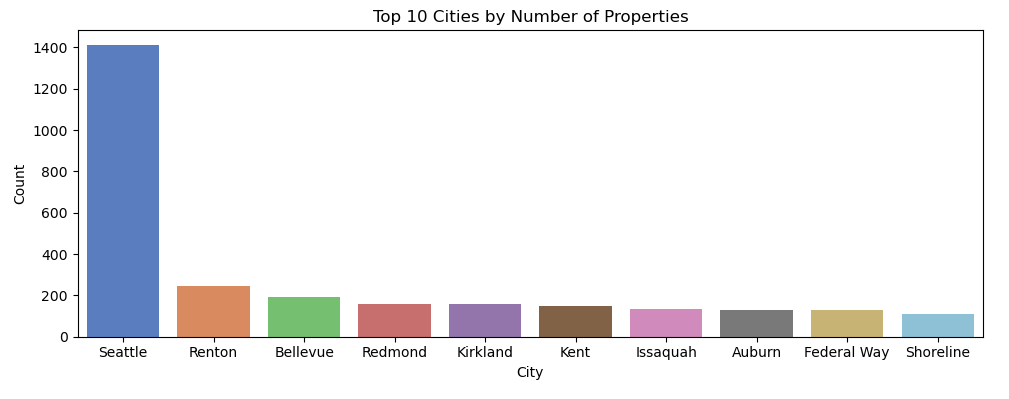 Top 10 Cities by Number of Properties
1400
1200
1000
800
600
400
200
0
Count
Seattle Renton Bellevue Redmond Kirkland Kent Issaquah Auburn Federal Way Shoreline
City